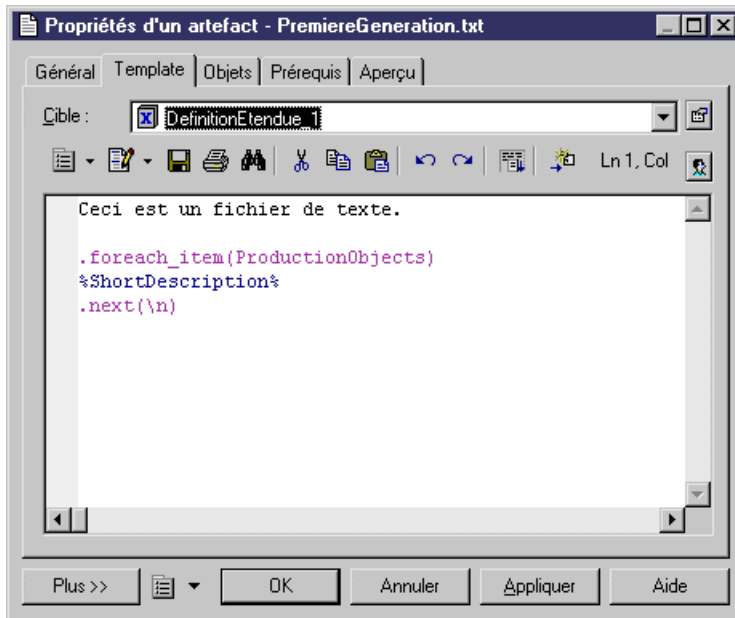 Propriétés d'un artefact - PremiereGeneration.txt
Général Template Objets Prérequis Aperçu
Cible : DefinitionEtendue_1
Ln 1, Col
Ceci est un fichier de texte.
.foreach_item(ProductionObjects)
%ShortDescription%
.next(\n)
Plus >> OK Annuler Appliquer Aide